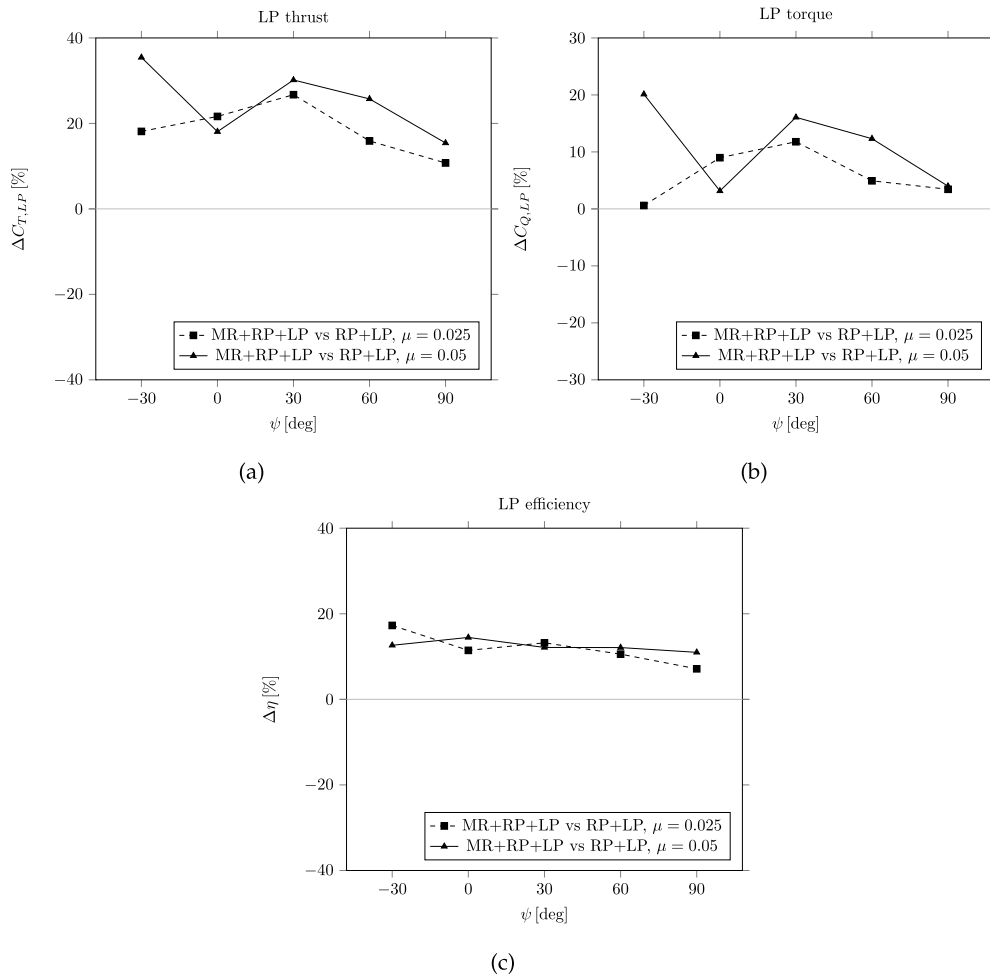 LP thrust
40
20
0
−20
−40
ΔC_{T,LP} [%]
MR+RP+LP vs RP+LP, μ = 0.025
MR+RP+LP vs RP+LP, μ = 0.05
−30 0 30 60 90
ψ [deg]
(a)
LP torque
30
20
10
0
−10
−20
−30
ΔC_{Q,LP} [%]
MR+RP+LP vs RP+LP, μ = 0.025
MR+RP+LP vs RP+LP, μ = 0.05
−30 0 30 60 90
ψ [deg]
(b)
LP efficiency
40
20
0
−20
−40
Δη [%]
MR+RP+LP vs RP+LP, μ = 0.025
MR+RP+LP vs RP+LP, μ = 0.05
−30 0 30 60 90
ψ [deg]
(c)